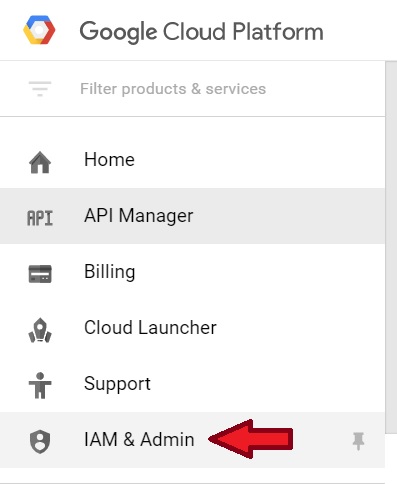 Google Cloud Platform
Filter products & services
Home
API API Manager
Billing
Cloud Launcher
Support
IAM & Admin